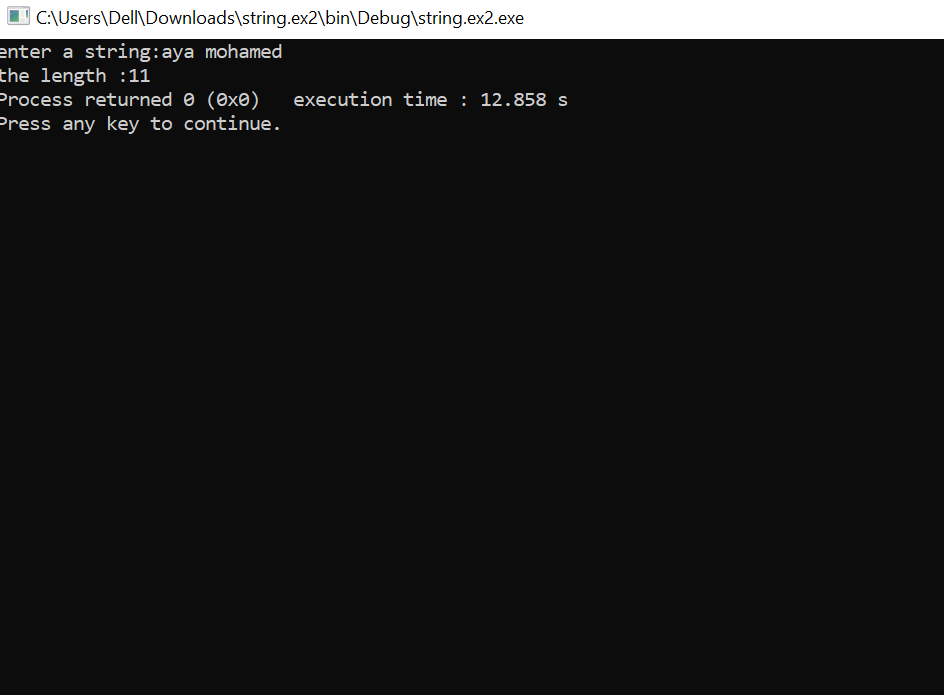 C:\Users\Dell\Downloads\string.ex2\bin\Debug\string.ex2.exe
enter a string:aya mohamed
the length :11
Process returned 0 (0x0)   execution time : 12.858 s
Press any key to continue.